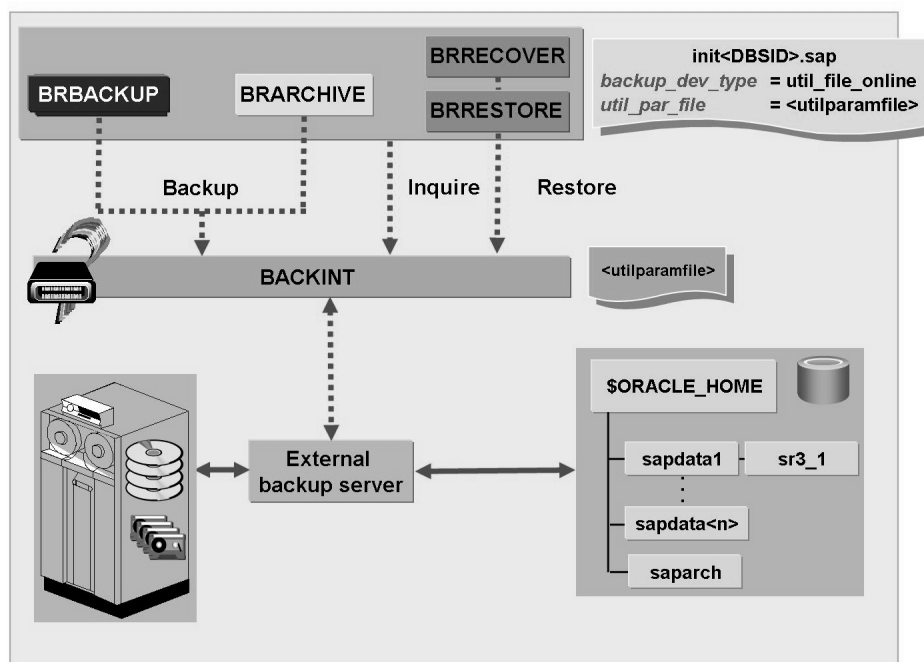 BRRECOVER
BRBACKUP
BRARCHIVE
BRRESTORE
init<DBSID>.sap
backup_dev_type = util_file_online
util_par_file = <utilparamfile>
Backup
Inquire
Restore
BACKINT
<utilparamfile>
$ORACLE_HOME
sapdata1
sr3_1
External
backup server
sapdata<n>
saparch